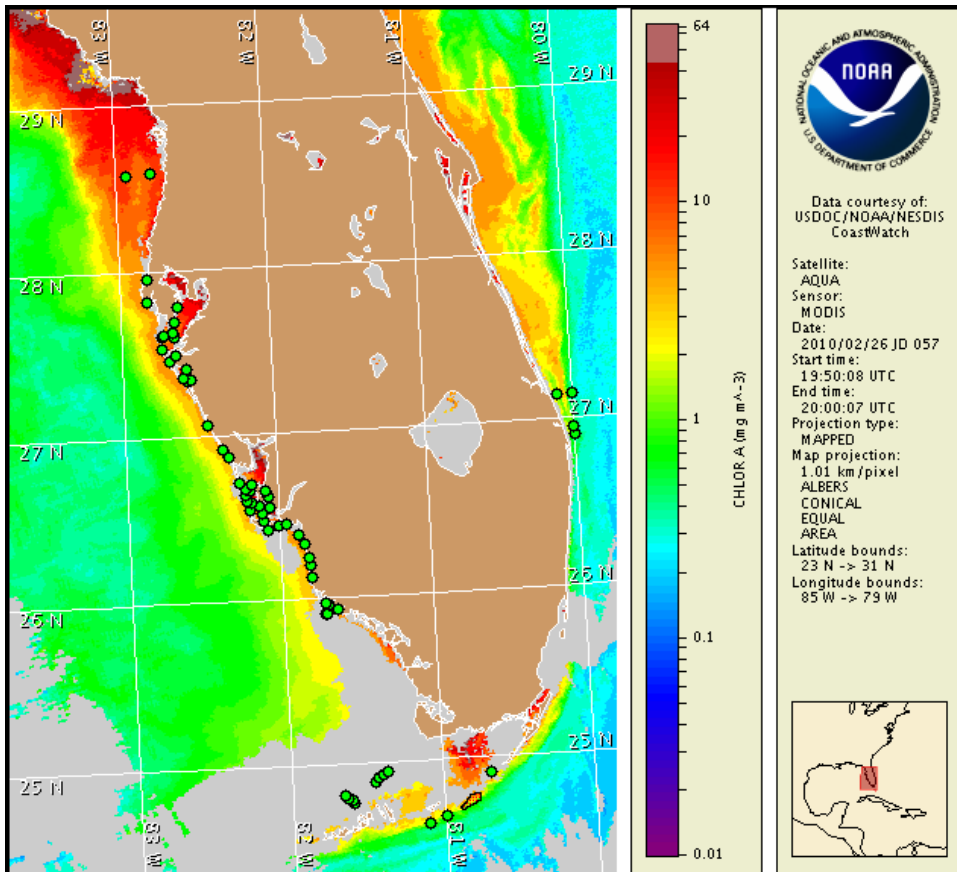 83 W
82 W
81 W
80 W
29 N
29 N
28 N
28 N
27 N
27 N
26 N
26 N
25 N
25 N
83 W
82 W
81 W
64
10
1
0.1
0.01
CHLOR A (mg m^-3)
NATIONAL OCEANIC AND ATMOSPHERIC ADMINISTRATION
NOAA
U.S. DEPARTMENT OF COMMERCE
Data courtesy of:
USDOC/NOAA/NESDIS
CoastWatch
Satellite:
AQUA
Sensor:
MODIS
Date:
2010/02/26 JD 057
Start time:
19:50:08 UTC
End time:
20:00:07 UTC
Projection type:
MAPPED
Map projection:
1.01 km/pixel
ALBERS
CONICAL
EQUAL
AREA
Latitude bounds:
23 N -> 31 N
Longitude bounds:
85 W -> 79 W